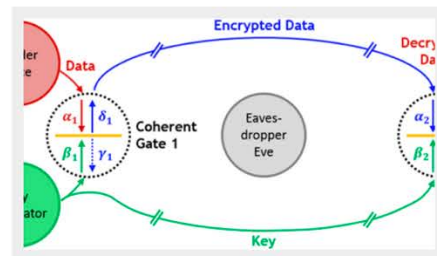 Encrypted Data
Data
α₁
δ₁
β₁
γ₁
Coherent
Gate 1
Eaves-
dropper
Eve
α₂
β₂
Key